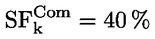 SF_k^Com = 40 %